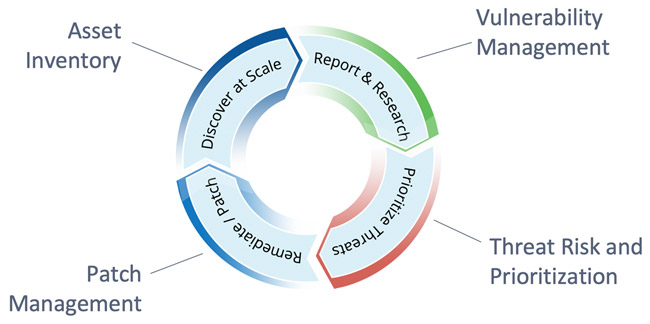 Asset
Inventory
Vulnerability
Management
Discover at Scale
Report & Research
Prioritize Threats
Remediate / Patch
Threat Risk and
Prioritization
Patch
Management